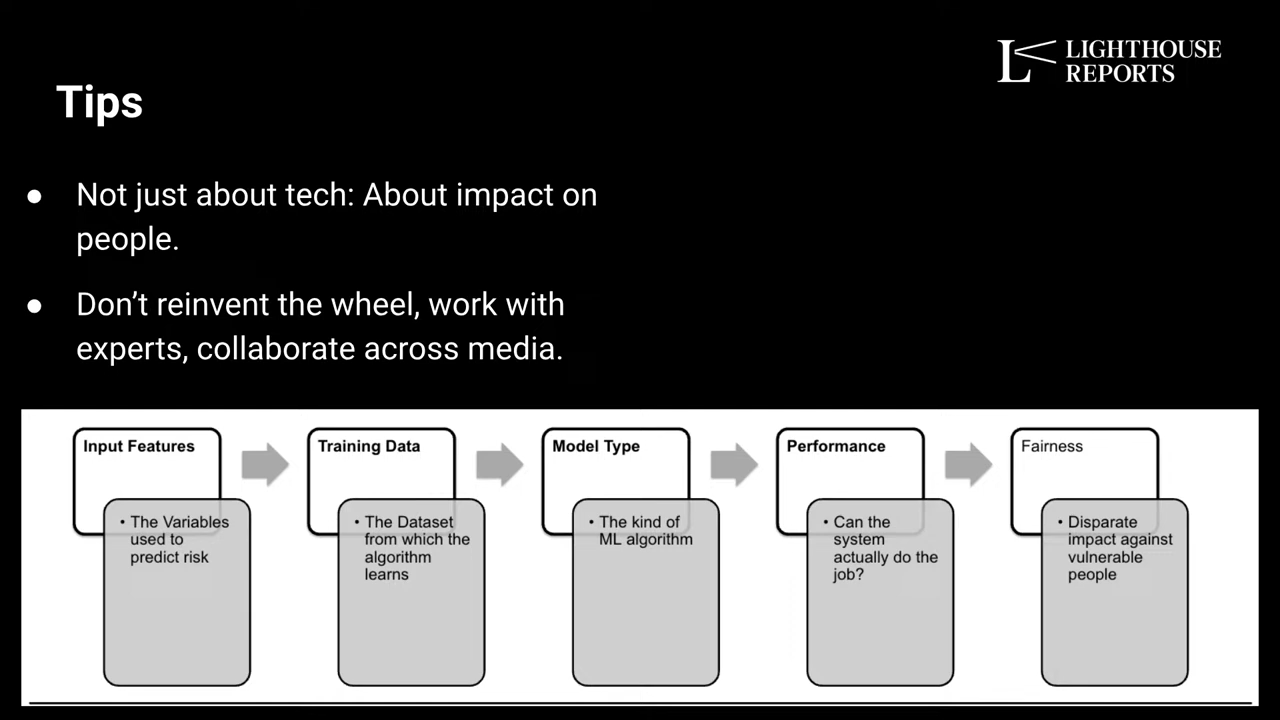 LIGHTHOUSE
REPORTS
Tips
● Not just about tech: About impact on
people.
● Don’t reinvent the wheel, work with
experts, collaborate across media.
Input Features
• The Variables
used to
predict risk
Training Data
• The Dataset
from which the
algorithm
learns
Model Type
• The kind of
ML algorithm
Performance
• Can the
system
actually do the
job?
Fairness
• Disparate
impact against
vulnerable
people